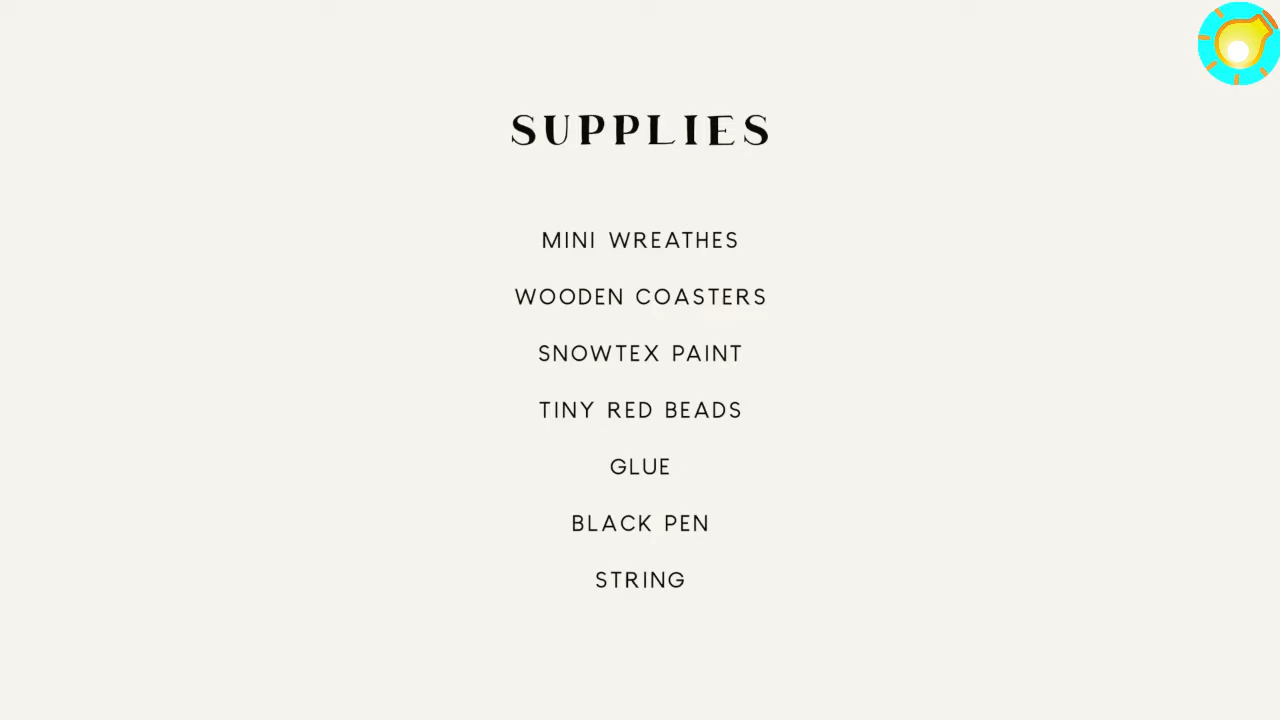 SUPPLIES
MINI WREATHES
WOODEN COASTERS
SNOWTEX PAINT
TINY RED BEADS
GLUE
BLACK PEN
STRING